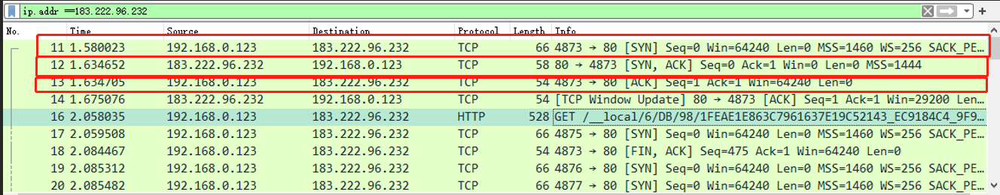 ip.addr ==183.222.96.232
No. Time Source Destination Protocol Length Info
11 1.580023 192.168.0.123 183.222.96.232 TCP 66 4873 → 80 [SYN] Seq=0 Win=64240 Len=0 MSS=1460 WS=256 SACK_PE…
12 1.634652 183.222.96.232 192.168.0.123 TCP 58 80 → 4873 [SYN, ACK] Seq=0 Ack=1 Win=0 Len=0 MSS=1444
13 1.634705 192.168.0.123 183.222.96.232 TCP 54 4873 → 80 [ACK] Seq=1 Ack=1 Win=64240 Len=0
14 1.675076 183.222.96.232 192.168.0.123 TCP 54 [TCP Window Update] 80 → 4873 [ACK] Seq=1 Ack=1 Win=29200 Len…
16 2.058035 192.168.0.123 183.222.96.232 HTTP 528 GET /__local/6/DB/98/1FEAE1E863C7961637E19C52143_EC9184C4_9F9…
17 2.059508 192.168.0.123 183.222.96.232 TCP 66 4875 → 80 [SYN] Seq=0 Win=64240 Len=0 MSS=1460 WS=256 SACK_PE…
18 2.084467 192.168.0.123 183.222.96.232 TCP 54 4873 → 80 [FIN, ACK] Seq=475 Ack=1 Win=64240 Len=0
19 2.085312 192.168.0.123 183.222.96.232 TCP 66 4876 → 80 [SYN] Seq=0 Win=64240 Len=0 MSS=1460 WS=256 SACK_PE…
20 2.085482 192.168.0.123 183.222.96.232 TCP 66 4877 → 80 [SYN] Seq=0 Win=64240 Len=0 MSS=1460 WS=256 SACK_PE…